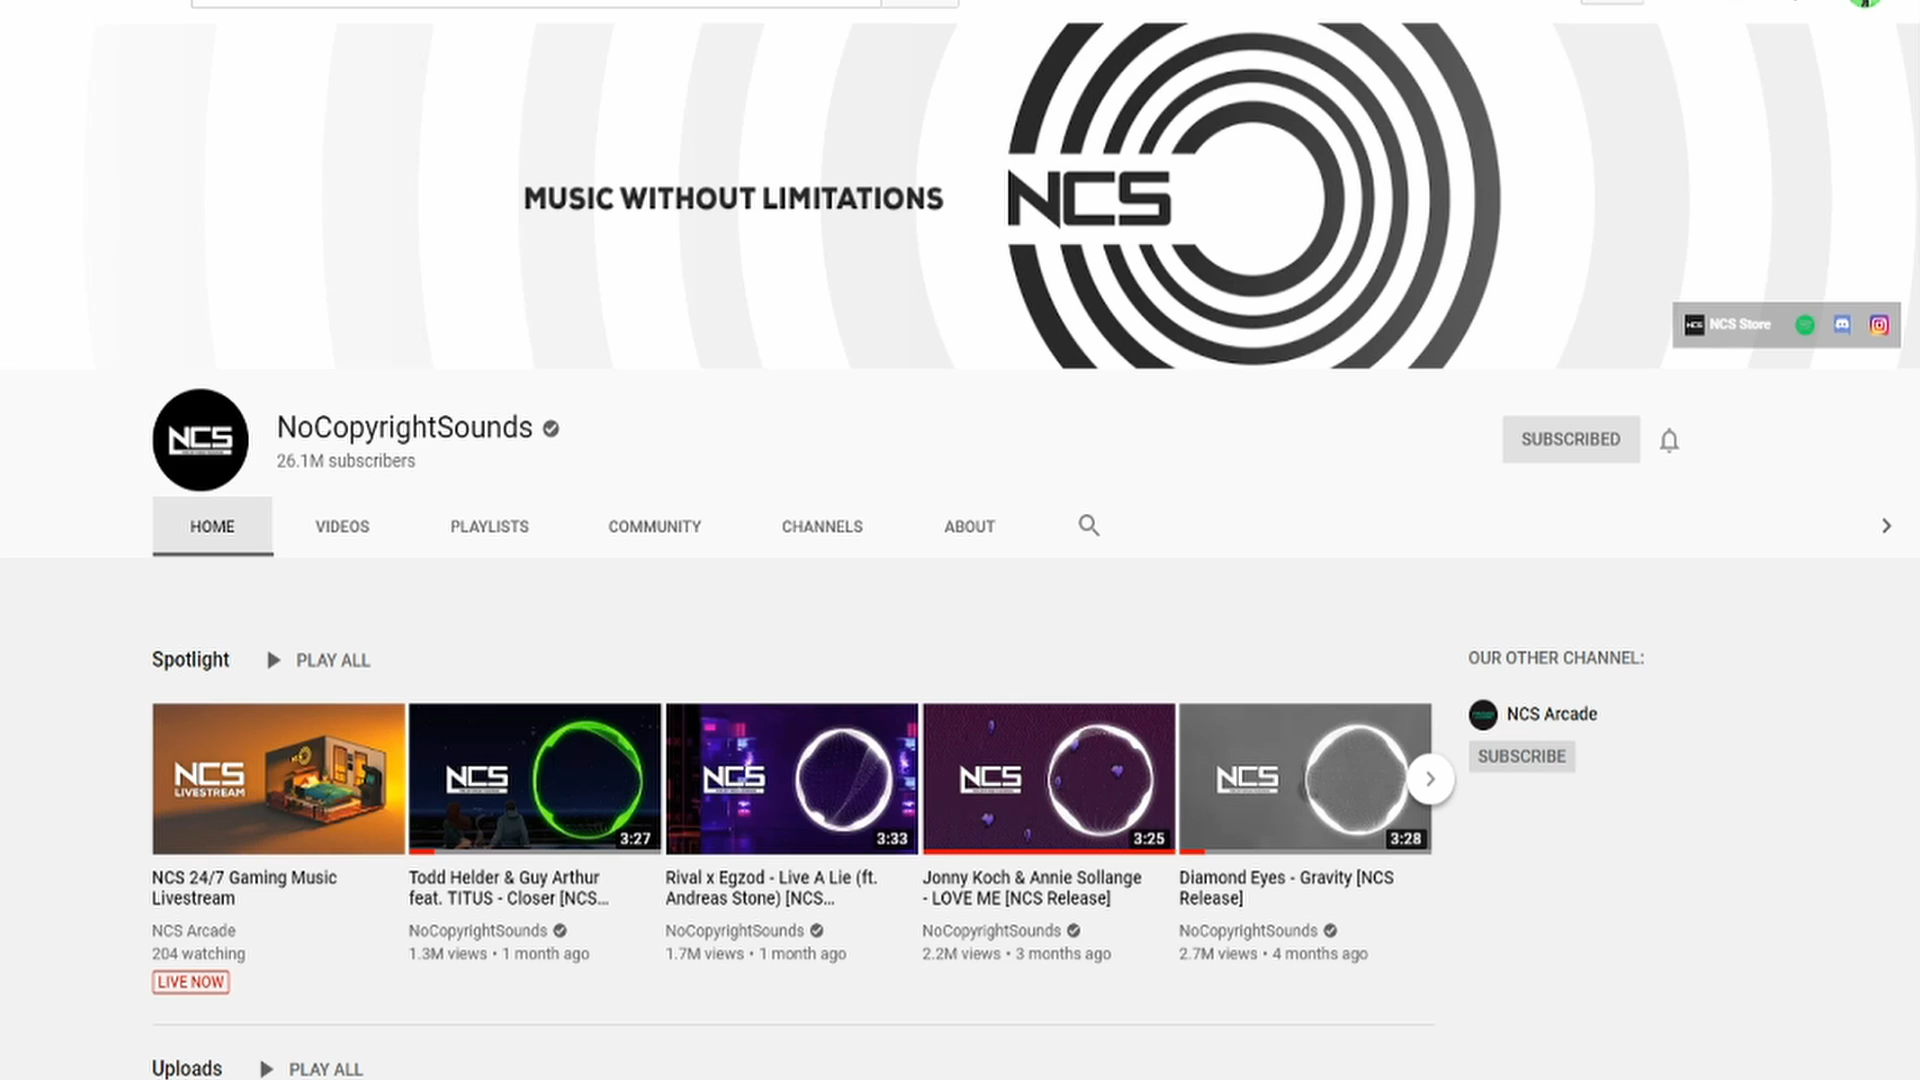 MUSIC WITHOUT LIMITATIONS
NCS
NCS NCS Store
NCS
NoCopyrightSounds
26.1M subscribers
SUBSCRIBED
HOME
VIDEOS
PLAYLISTS
COMMUNITY
CHANNELS
ABOUT
Spotlight
PLAY ALL
OUR OTHER CHANNEL:
NCS Arcade
SUBSCRIBE
NCS
LIVESTREAM
NCS 24/7 Gaming Music
Livestream
NCS Arcade
204 watching
LIVE NOW
NCS
3:27
Todd Helder & Guy Arthur
feat. TITUS - Closer [NCS...
NoCopyrightSounds
1.3M views • 1 month ago
NCS
3:33
Rival x Egzod - Live A Lie (ft.
Andreas Stone) [NCS...
NoCopyrightSounds
1.7M views • 1 month ago
NCS
3:25
Jonny Koch & Annie Sollange
- LOVE ME [NCS Release]
NoCopyrightSounds
2.2M views • 3 months ago
NCS
3:28
Diamond Eyes - Gravity [NCS
Release]
NoCopyrightSounds
2.7M views • 4 months ago
Uploads
PLAY ALL